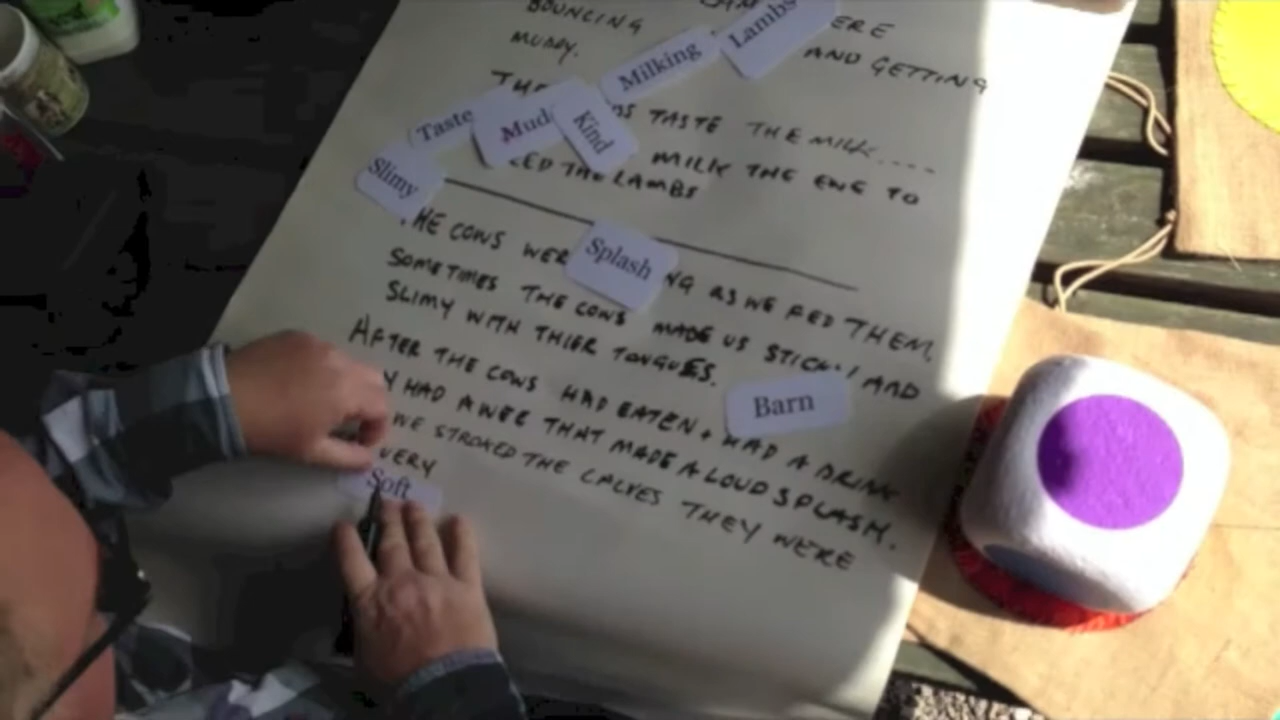 BOUNCING ERE
MUDDY. AND GETTING
Lambs
Milking
THE DS TASTE THE MILK....
Taste
Mud
Kind
MILK THE EWE TO
Slimy
EED THE LAMBS
HE COWS WER NG AS WE FED THEM,
Splash
SOMETIMES THE COWS MADE US STICKY AND
SLIMY WITH THIER TONGUES.
AFTER THE COWS HAD EATEN + HAD A DRINK
Barn
Y HAD A WEE THAT MADE A LOUD SPLASH.
WE STROKED THE CALVES THEY WERE
VERY
Soft